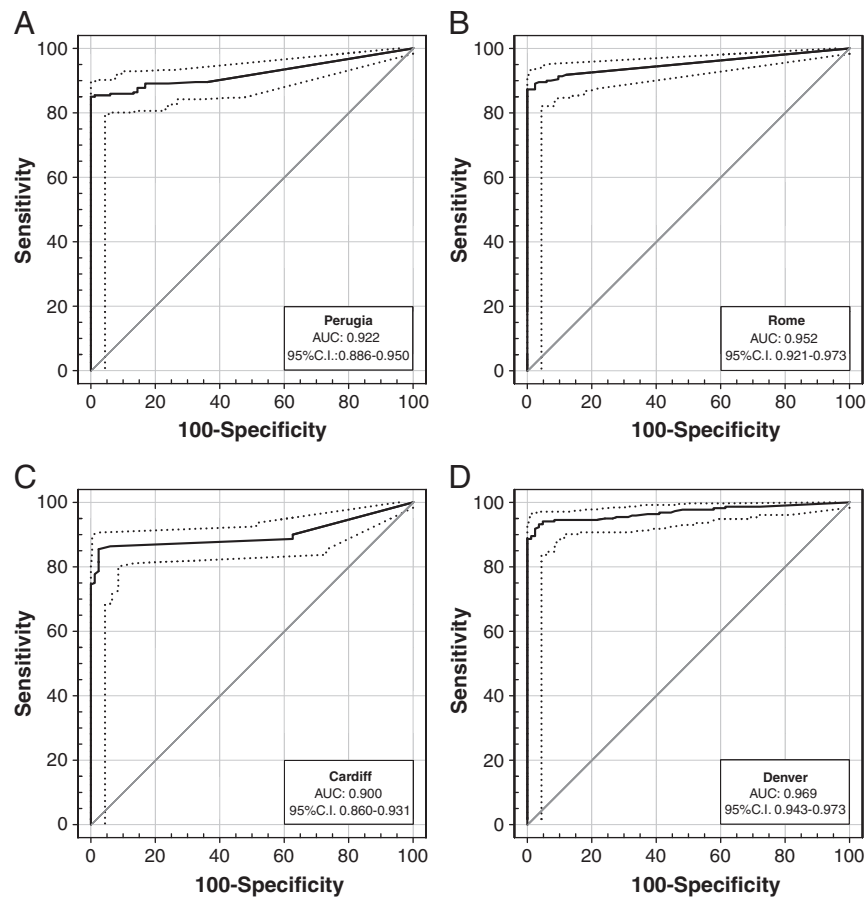 A
100
80
60
40
20
0
Sensitivity
Perugia
AUC: 0.922
95%C.I.:0.886-0.950
0 20 40 60 80 100
100-Specificity
B
100
80
60
40
20
0
Sensitivity
Rome
AUC: 0.952
95%C.I. 0.921-0.973
0 20 40 60 80 100
100-Specificity
C
100
80
60
40
20
0
Sensitivity
Cardiff
AUC: 0.900
95%C.I. 0.860-0.931
0 20 40 60 80 100
100-Specificity
D
100
80
60
40
20
0
Sensitivity
Denver
AUC: 0.969
95%C.I. 0.943-0.973
0 20 40 60 80 100
100-Specificity